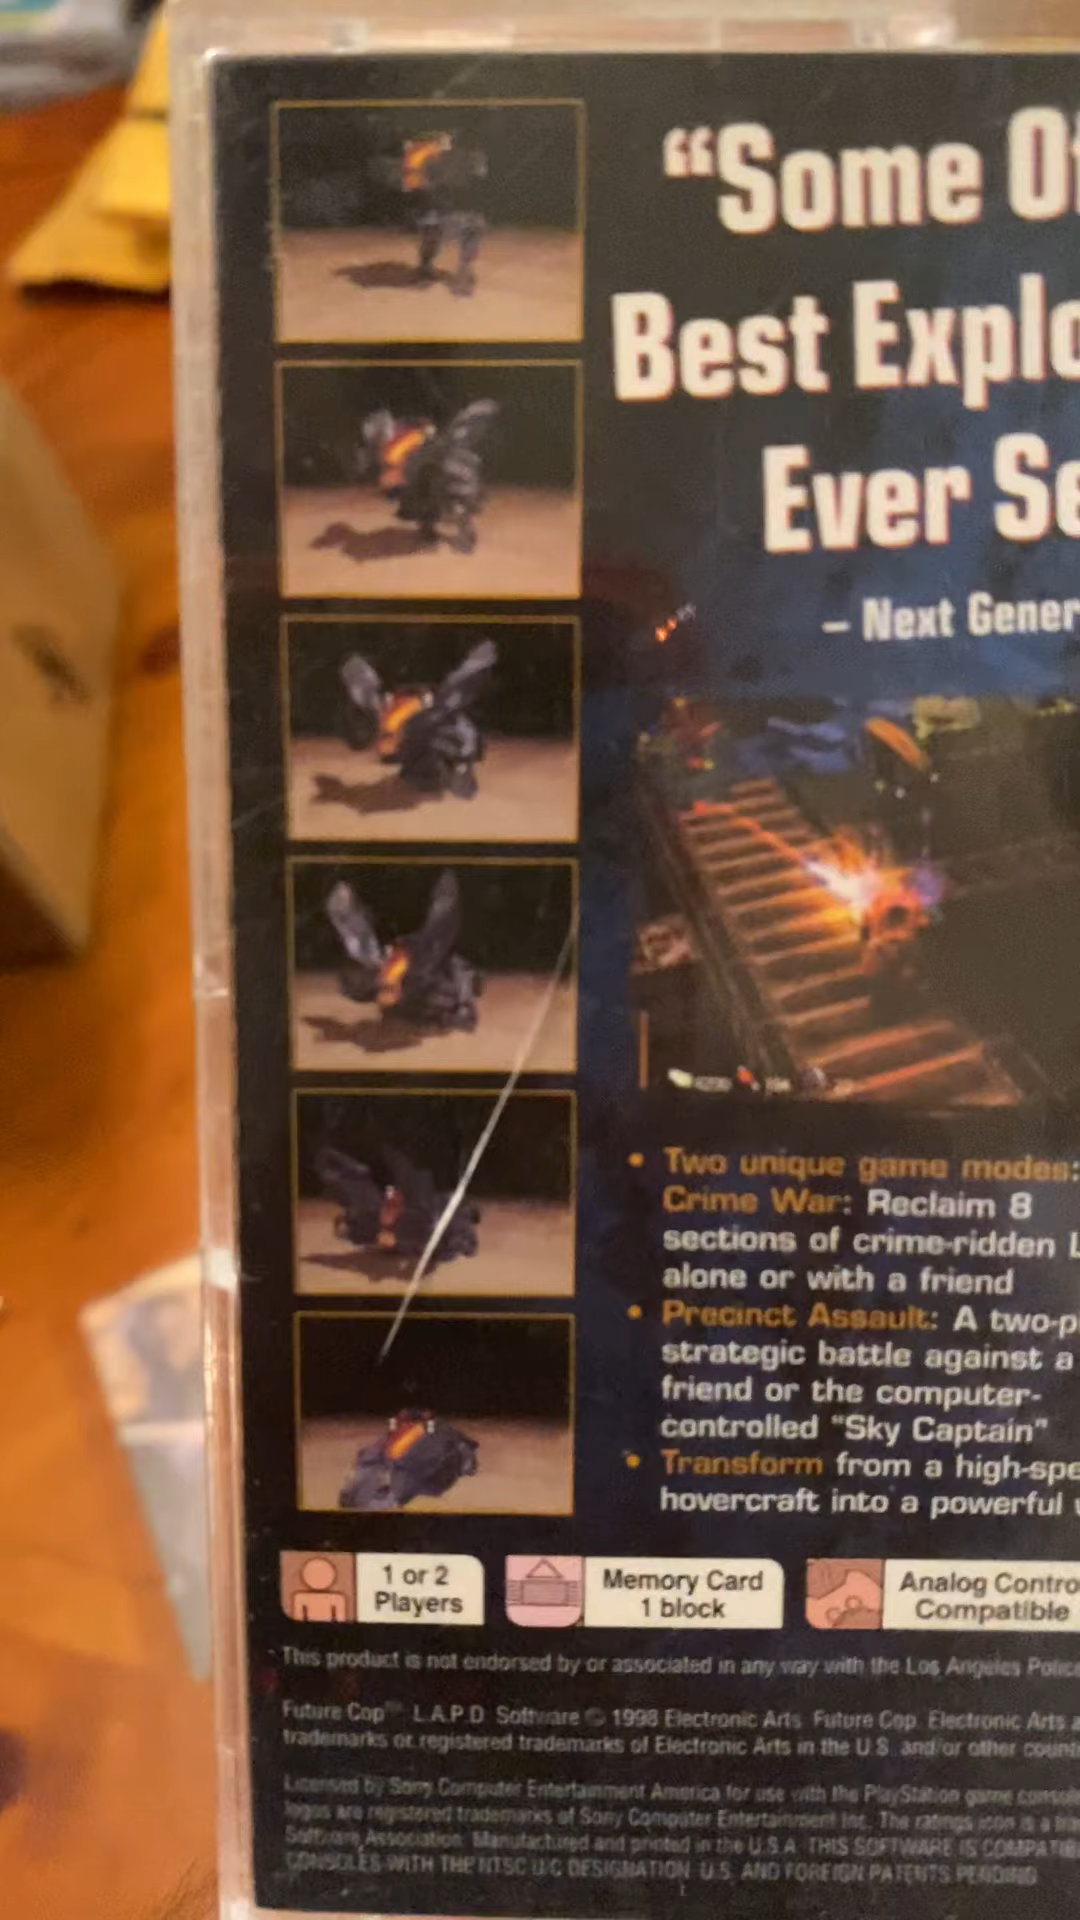 “Some Of
Best Explo
Ever Se
– Next Gener
• Two unique game modes:
Crime War: Reclaim 8
sections of crime-ridden L
alone or with a friend
• Precinct Assault: A two-p
strategic battle against a
friend or the computer-
controlled "Sky Captain"
• Transform from a high-spe
hovercraft into a powerful
1 or 2
Players
Memory Card
1 block
Analog Contro
Compatible
This product is not endorsed by or associated in any way with the Los Angeles Police
Future Cop™ L.A.P.D. Software © 1998 Electronic Arts. Future Cop, Electronic Arts a
trademarks or registered trademarks of Electronic Arts in the U.S. and/or other count
Licensed by Sony Computer Entertainment America for use with the PlayStation game console
logos are registered trademarks of Sony Computer Entertainment Inc. The ratings icon is a
Software Association. Manufactured and printed in the U.S.A. THIS SOFTWARE IS COMPATI
CONSOLES WITH THE NTSC U/C DESIGNATION. U.S. AND FOREIGN PATENTS PENDING